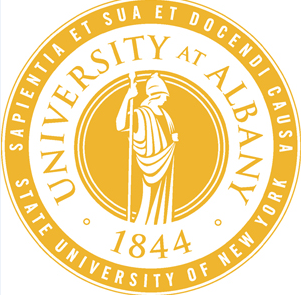 SAPIENTIA ET SUA ET DOCENDI CAUSA
UNIVERSITY AT ALBANY
1844
STATE UNIVERSITY OF NEW YORK